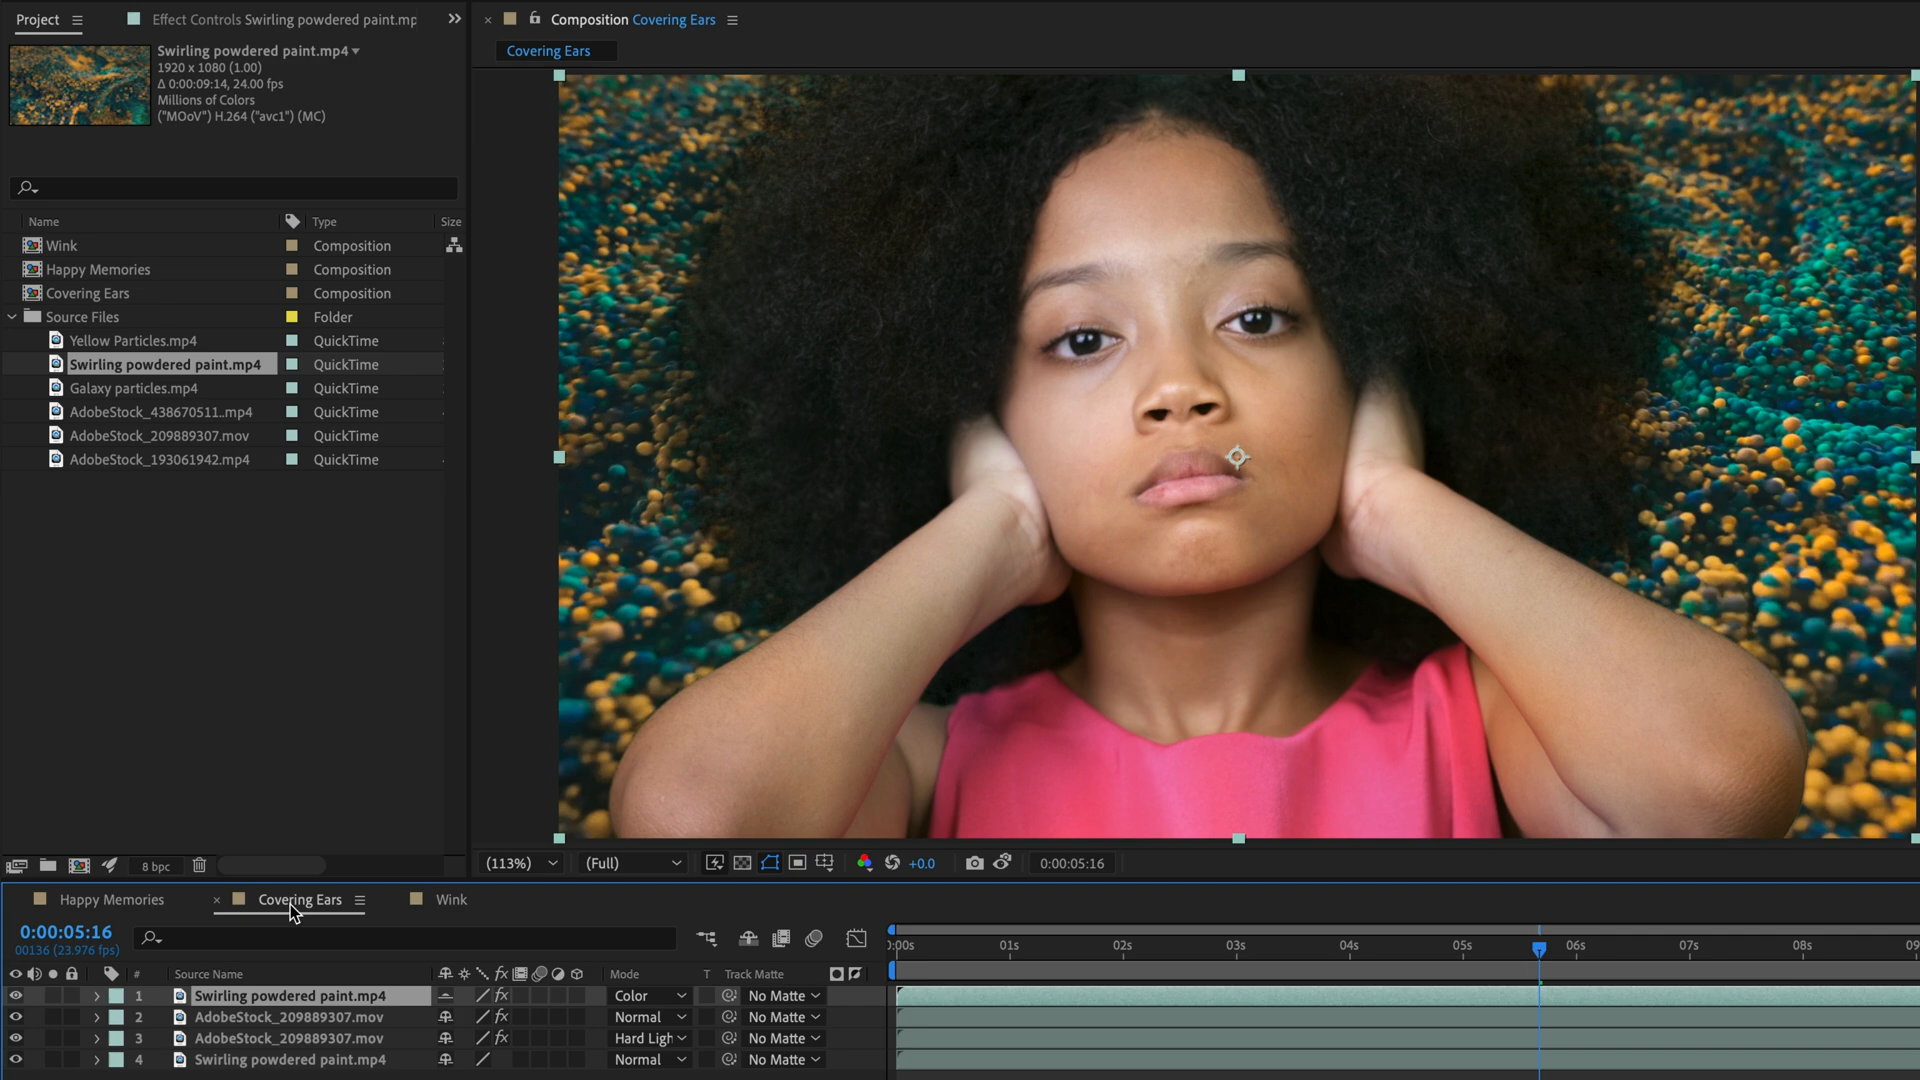 Project
Effect Controls Swirling powdered paint.mp
Composition Covering Ears
Covering Ears
Swirling powdered paint.mp4
1920 x 1080 (1.00)
Δ 0:00:09:14, 24.00 fps
Millions of Colors
("MOoV") H.264 ("avc1") (MC)
Name Type Size
Wink Composition
Happy Memories Composition
Covering Ears Composition
Source Files Folder
Yellow Particles.mp4 QuickTime
Swirling powdered paint.mp4 QuickTime
Galaxy particles.mp4 QuickTime
AdobeStock_438670511..mp4 QuickTime
AdobeStock_209889307.mov QuickTime
AdobeStock_193061942.mp4 QuickTime
8 bpc
(113%) (Full) +0.0 0:00:05:16
Happy Memories Covering Ears Wink
0:00:05:16
00136 (23.976 fps)
:00s 01s 02s 03s 04s 05s 06s 07s 08s 09
# Source Name fx Mode T Track Matte
1 Swirling powdered paint.mp4 fx Color No Matte
2 AdobeStock_209889307.mov fx Normal No Matte
3 AdobeStock_209889307.mov fx Hard Ligh No Matte
4 Swirling powdered paint.mp4 Normal No Matte